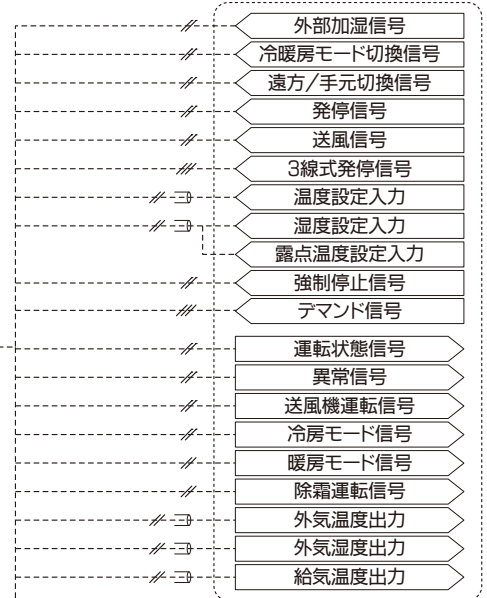 外部加湿信号
冷暖房モード切換信号
遠方/手元切換信号
発停信号
送風信号
3線式発停信号
温度設定入力
湿度設定入力
露点温度設定入力
強制停止信号
デマンド信号
運転状態信号
異常信号
送風機運転信号
冷房モード信号
暖房モード信号
除霜運転信号
外気温度出力
外気湿度出力
給気温度出力